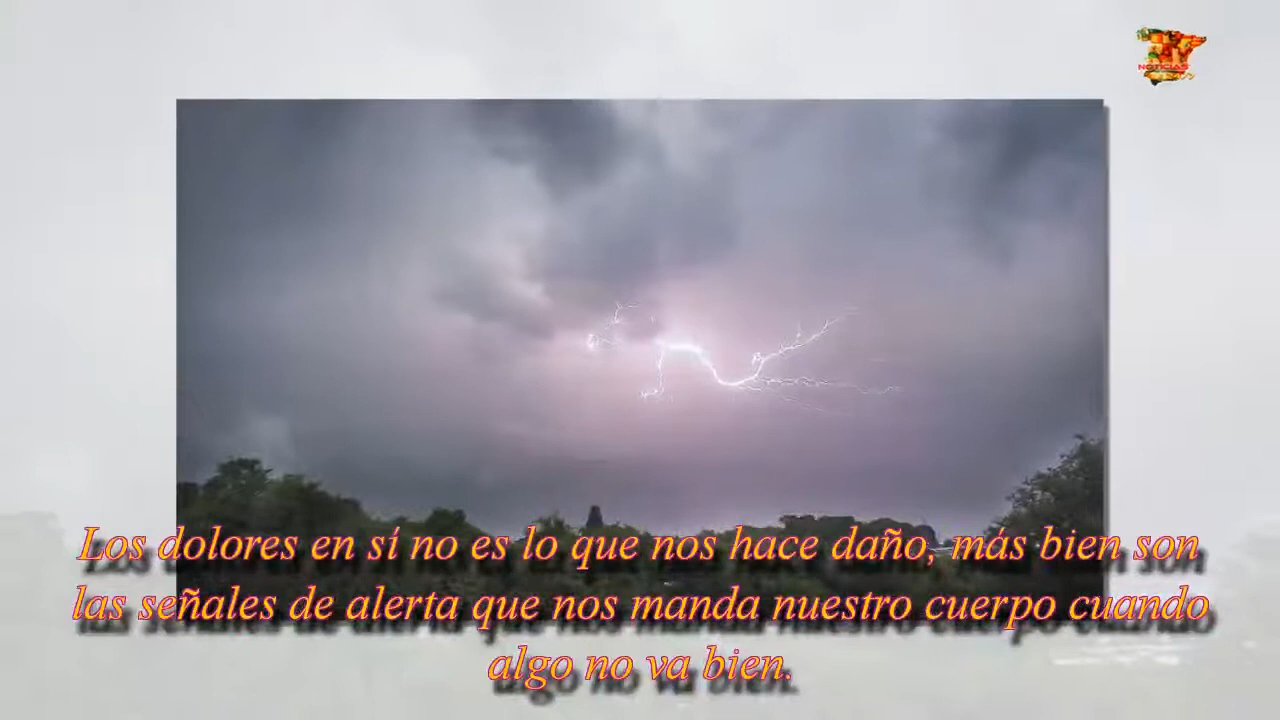 NOTICIAS
Los dolores en sí no es lo que nos hace daño, más bien son
las señales de alerta que nos manda nuestro cuerpo cuando
algo no va bien.